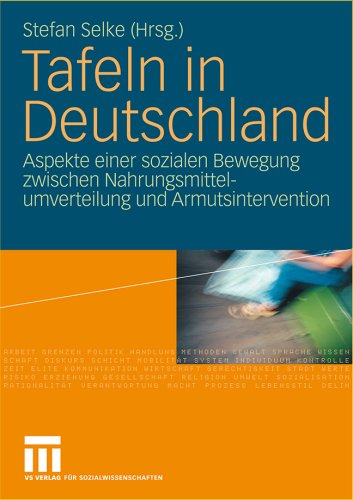 Stefan Selke (Hrsg.)
Tafeln in
Deutschland
Aspekte einer sozialen Bewegung
zwischen Nahrungsmittel-
umverteilung und Armutsintervention
ARBEIT GRENZEN POLITIK HANDLUNG METHODEN GEWALT SPRACHE WISSEN
SCHAFT DISKURS SCHICHT MOBILITÄT SYSTEM INDIVIDUUM KONTROLLE
ZEIT ELITE KOMMUNIKATION WIRTSCHAFT GERECHTIGKEIT STADT WERTE
RISIKO ERZIEHUNG GESELLSCHAFT RELIGION UMWELT SOZIALISATION
RATIONALITÄT VERANTWORTUNG MACHT PROZESS LEBENSSTIL DELIN
VS VERLAG FÜR SOZIALWISSENSCHAFTEN